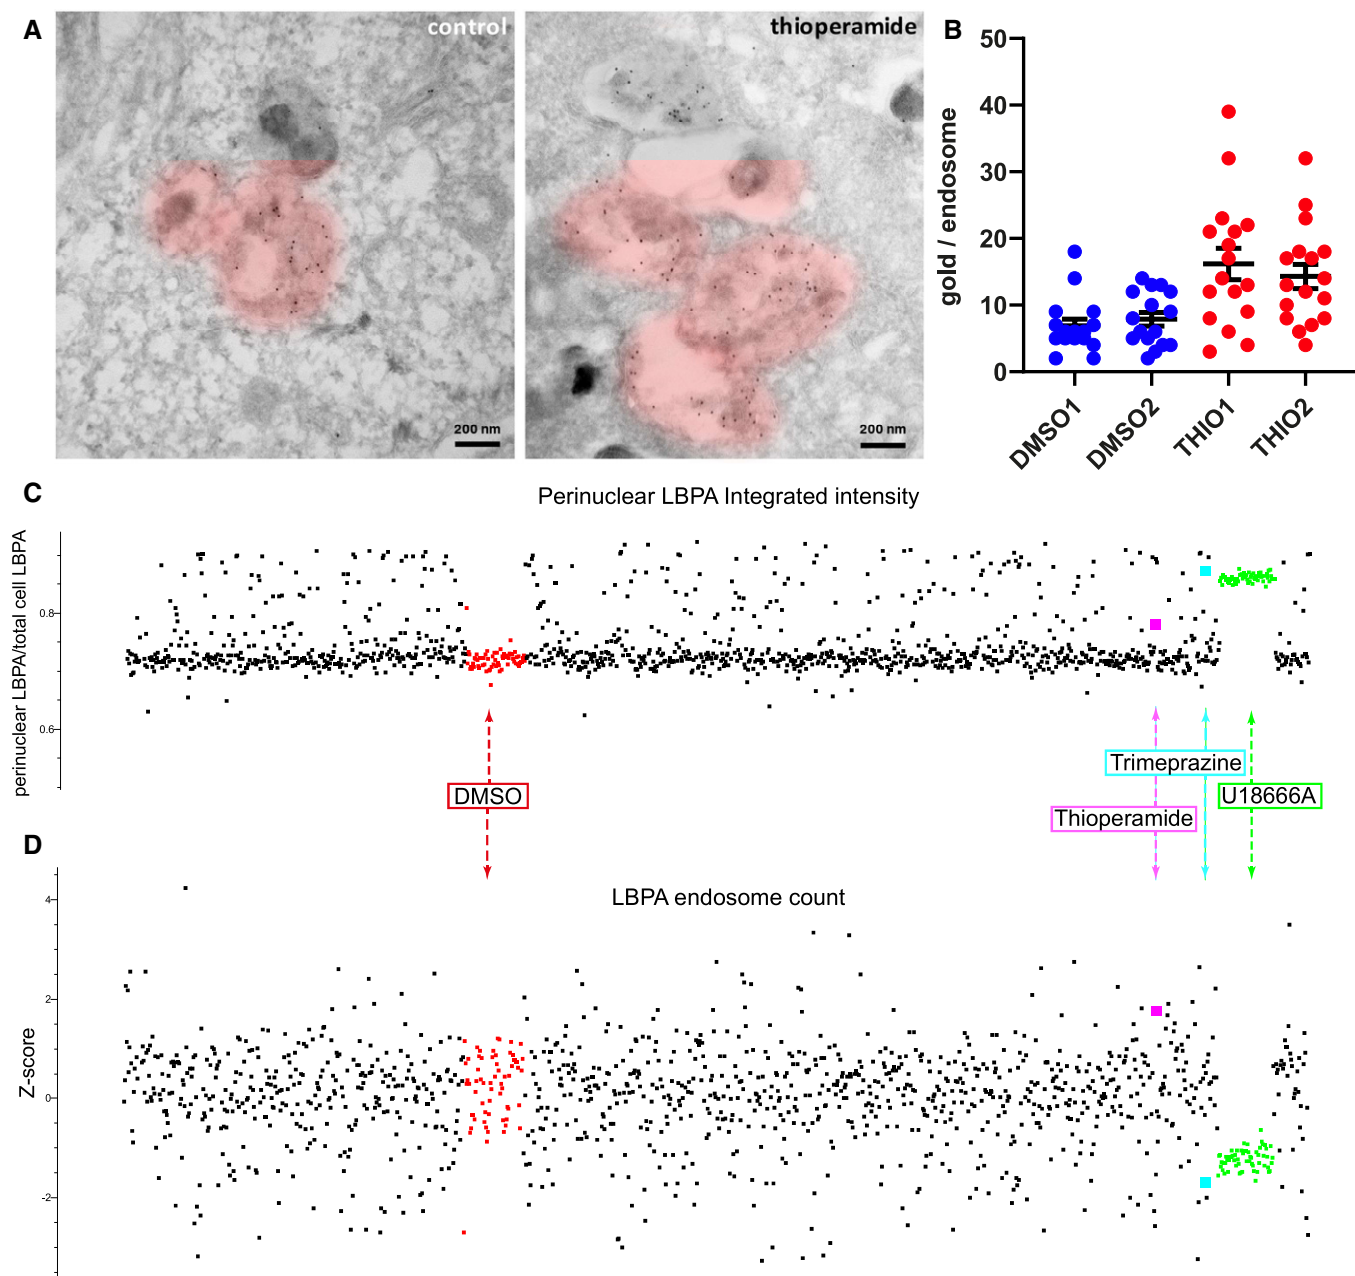 A
control
200 nm
thioperamide
200 nm
B
gold / endosome
50
40
30
20
10
0
DMSO1
DMSO2
THIO1
THIO2
C
Perinuclear LBPA Integrated intensity
perinuclear LBPA/total cell LBPA
0.8
0.6
DMSO
Trimeprazine
Thioperamide
U18666A
D
LBPA endosome count
Z-score
4
2
0
-2